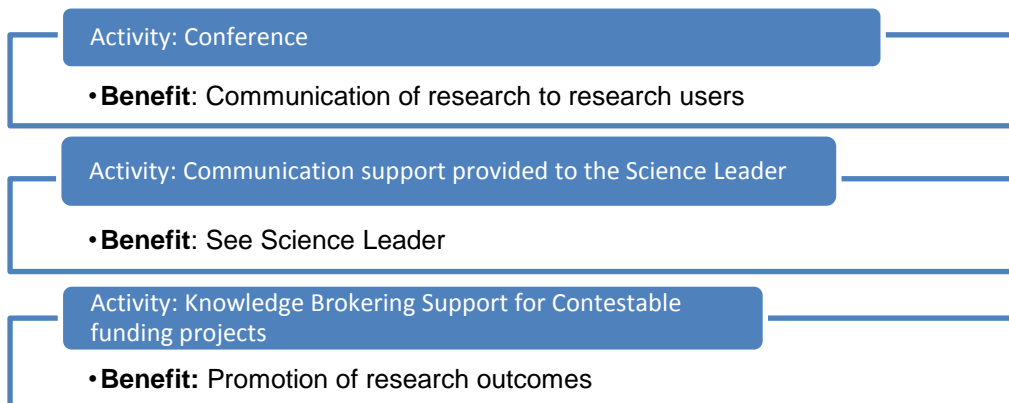 Activity: Conference
•Benefit: Communication of research to research users
Activity: Communication support provided to the Science Leader
•Benefit: See Science Leader
Activity: Knowledge Brokering Support for Contestable
funding projects
•Benefit: Promotion of research outcomes